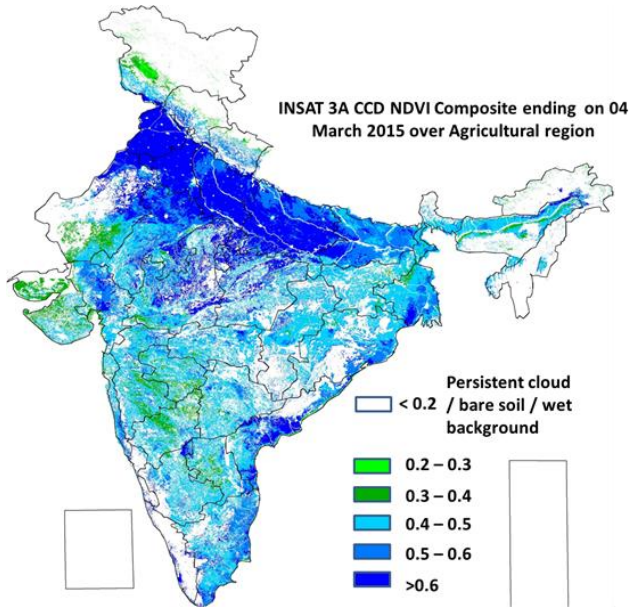 INSAT 3A CCD NDVI Composite ending on 04
March 2015 over Agricultural region
< 0.2
Persistent cloud
/ bare soil / wet
background
0.2 – 0.3
0.3 – 0.4
0.4 – 0.5
0.5 – 0.6
>0.6